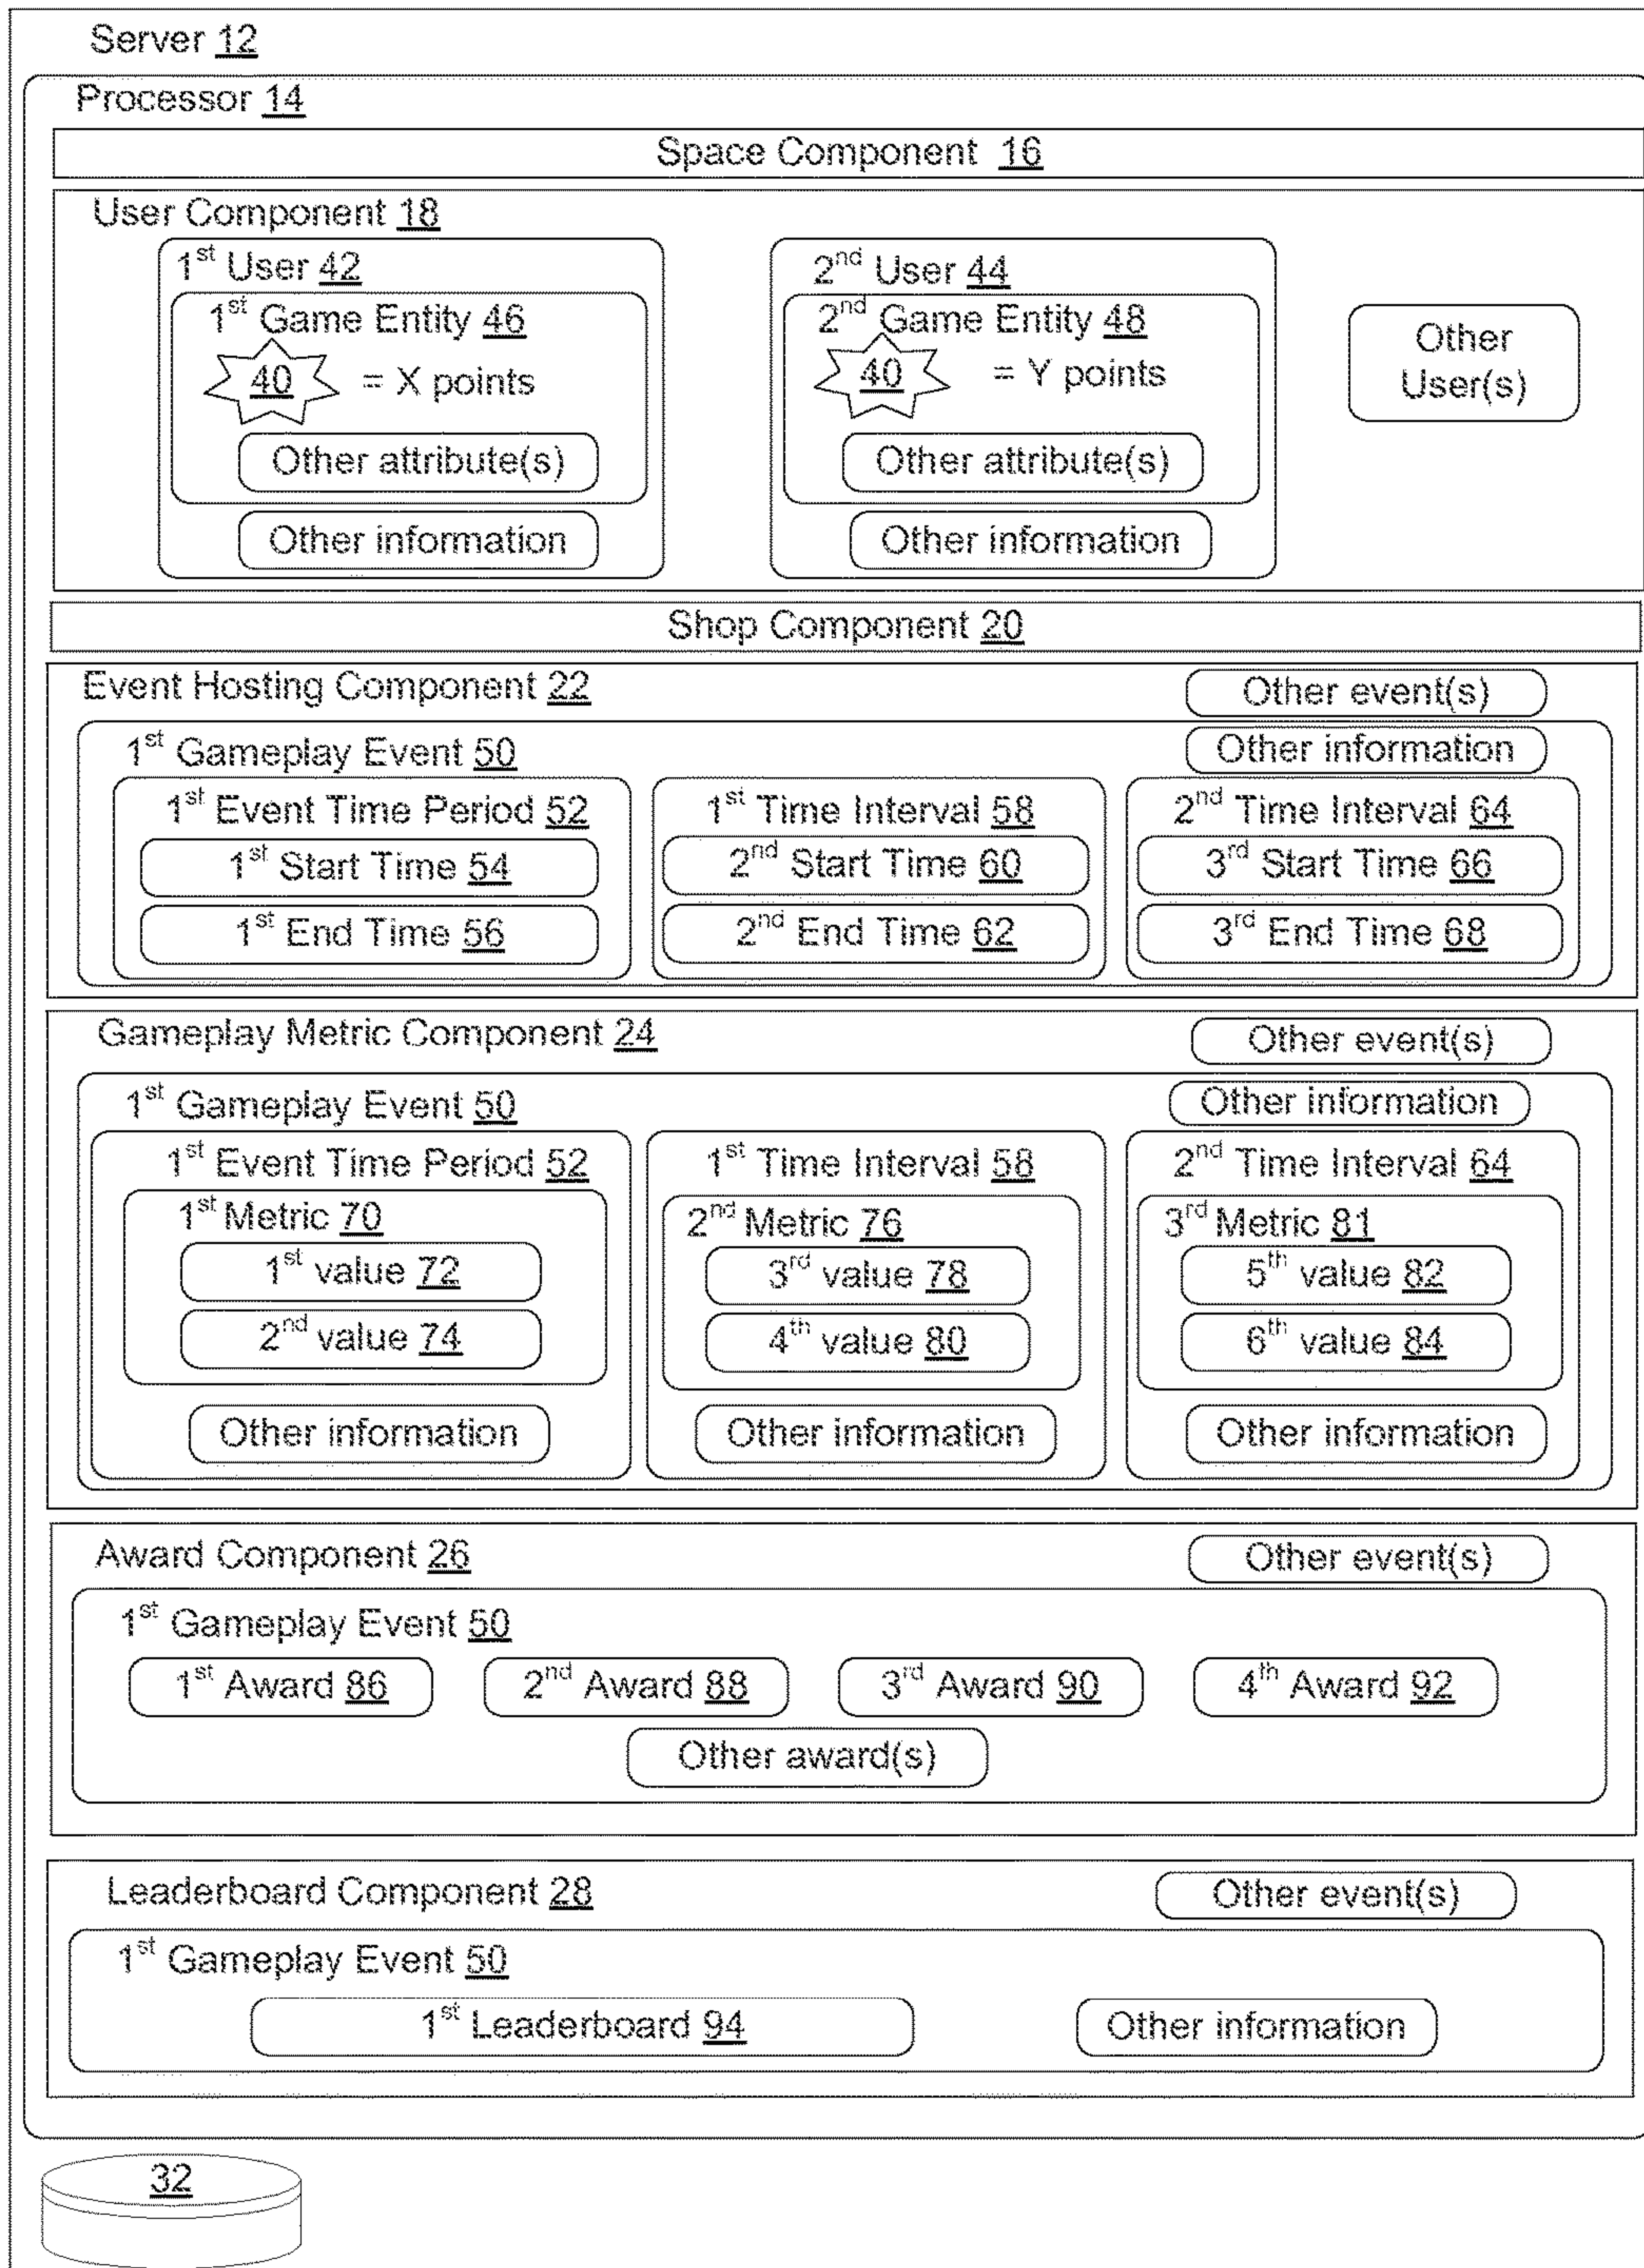 Server 12
Processor 14
Space Component 16
User Component 18
1st User 42
1st Game Entity 46
40 = X points
Other attribute(s)
Other information
2nd User 44
2nd Game Entity 48
40 = Y points
Other attribute(s)
Other information
Other
User(s)
Shop Component 20
Event Hosting Component 22
Other event(s)
1st Gameplay Event 50
Other information
1st Event Time Period 52
1st Start Time 54
1st End Time 56
1st Time Interval 58
2nd Start Time 60
2nd End Time 62
2nd Time Interval 64
3rd Start Time 66
3rd End Time 68
Gameplay Metric Component 24
Other event(s)
1st Gameplay Event 50
Other information
1st Event Time Period 52
1st Metric 70
1st value 72
2nd value 74
Other information
1st Time Interval 58
2nd Metric 76
3rd value 78
4th value 80
Other information
2nd Time Interval 64
3rd Metric 81
5th value 82
6th value 84
Other information
Award Component 26
Other event(s)
1st Gameplay Event 50
1st Award 86
2nd Award 88
3rd Award 90
4th Award 92
Other award(s)
Leaderboard Component 28
Other event(s)
1st Gameplay Event 50
1st Leaderboard 94
Other information
32